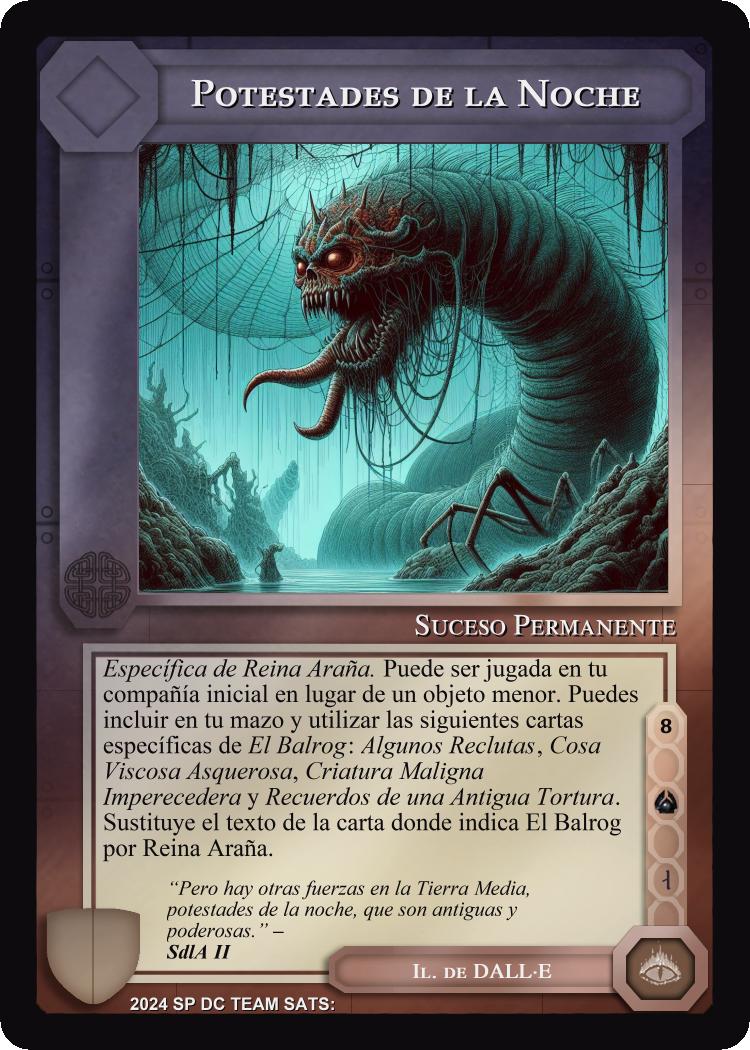 Potestades de la Noche
Suceso Permanente
Específica de Reina Araña. Puede ser jugada en tu
compañía inicial en lugar de un objeto menor. Puedes
incluir en tu mazo y utilizar las siguientes cartas
específicas de El Balrog: Algunos Reclutas, Cosa
Viscosa Asquerosa, Criatura Maligna
Imperecedera y Recuerdos de una Antigua Tortura.
Sustituye el texto de la carta donde indica El Balrog
por Reina Araña.
8
“Pero hay otras fuerzas en la Tierra Media,
potestades de la noche, que son antiguas y
poderosas.” –
SdlA II
Il. de DALL·E
2024 SP DC TEAM SATS: